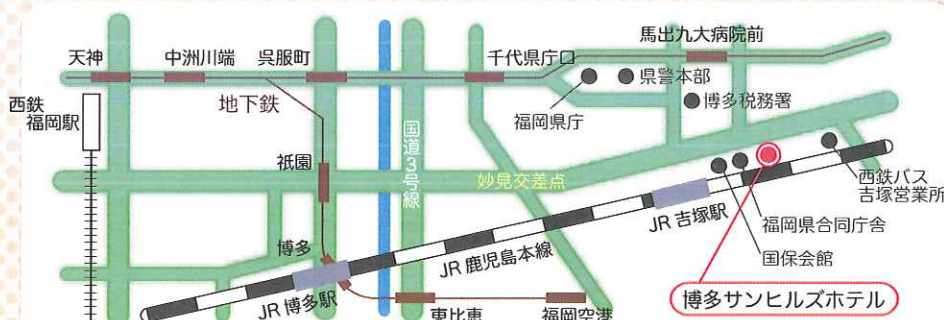 天神
中洲川端
呉服町
千代県庁口
馬出九大病院前
県警本部
福岡県庁
博多税務署
西鉄
福岡駅
地下鉄
国道3号線
祇園
妙見交差点
西鉄バス
吉塚営業所
JR 吉塚駅
福岡県合同庁舎
国保会館
博多
JR 鹿児島本線
JR 博多駅
博多サンヒルズホテル
東比恵
福岡空港